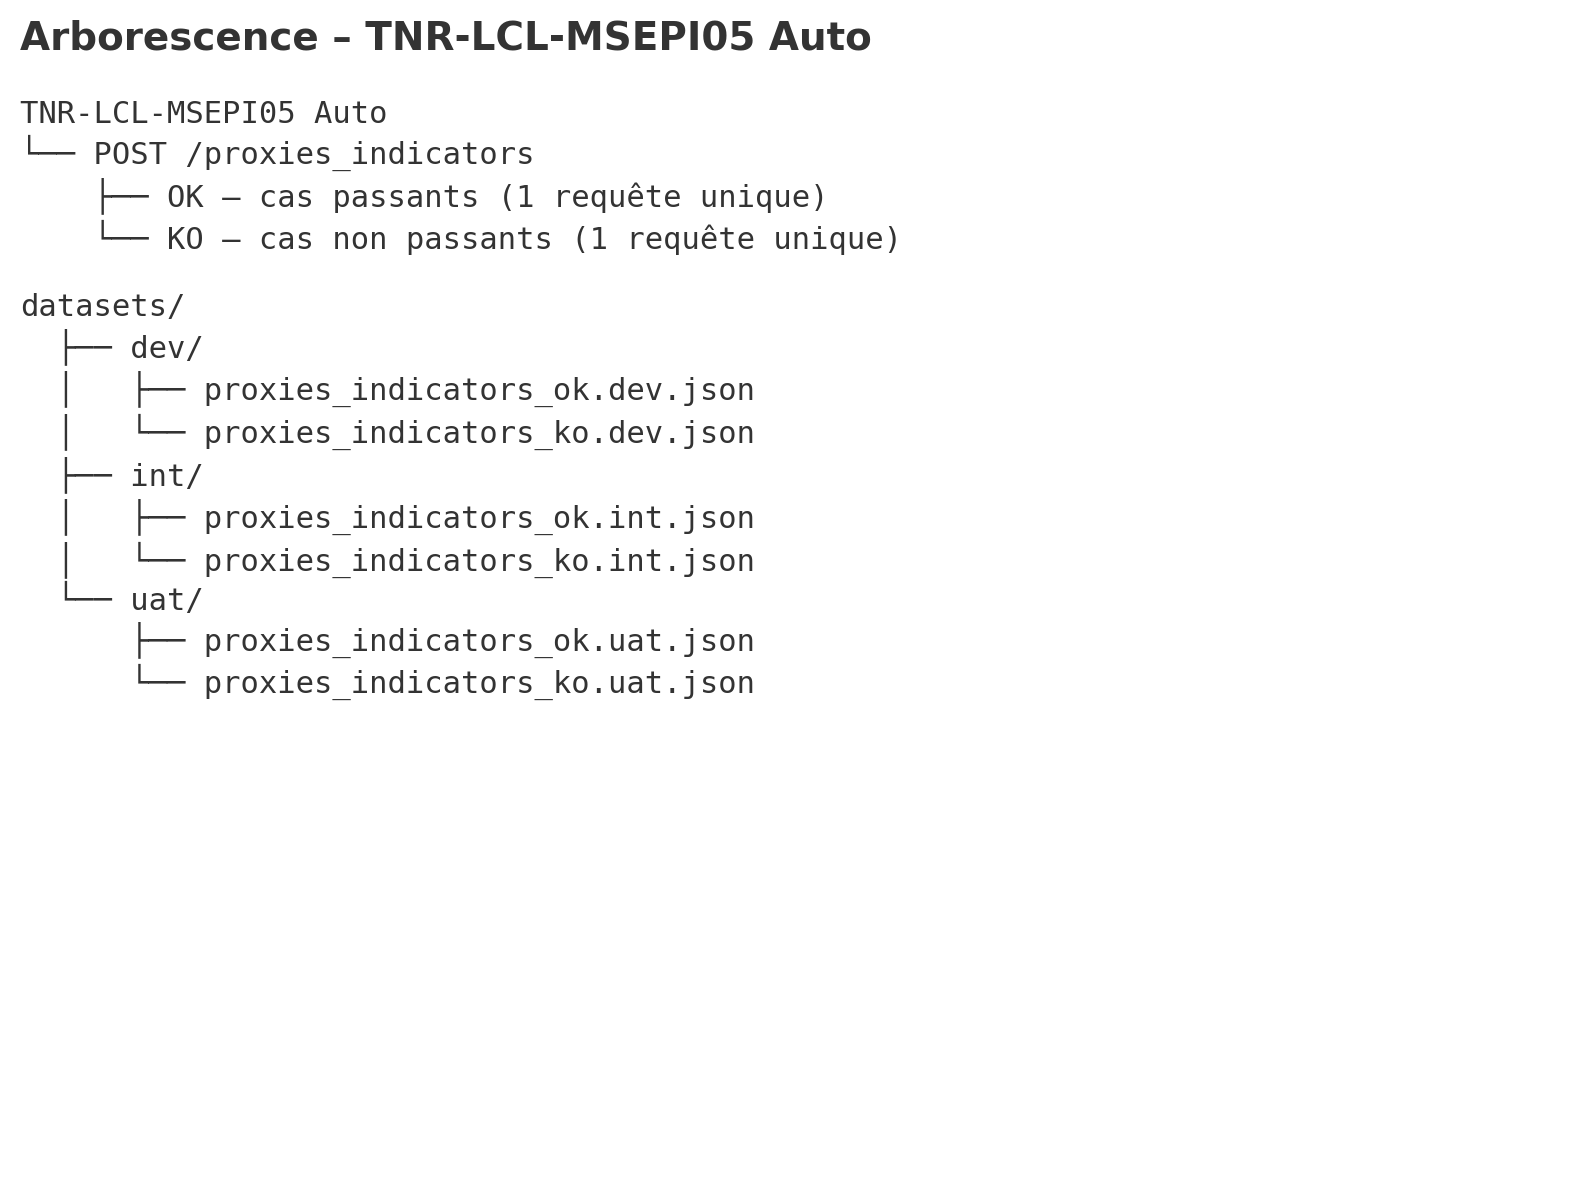 Arborescence – TNR-LCL-MSEPI05 Auto
TNR-LCL-MSEPI05 Auto
└── POST /proxies_indicators
    ├── OK – cas passants (1 requête unique)
    └── KO – cas non passants (1 requête unique)
datasets/
  ├── dev/
  │   ├── proxies_indicators_ok.dev.json
  │   └── proxies_indicators_ko.dev.json
  ├── int/
  │   ├── proxies_indicators_ok.int.json
  │   └── proxies_indicators_ko.int.json
  └── uat/
      ├── proxies_indicators_ok.uat.json
      └── proxies_indicators_ko.uat.json